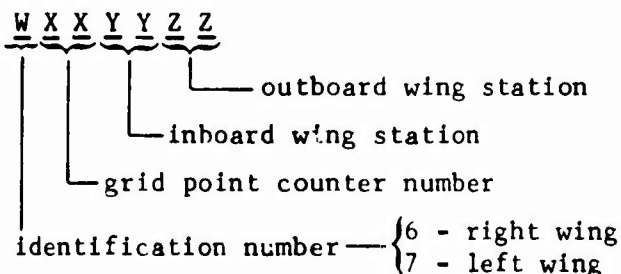 W X X Y Y Z Z
outboard wing station
inboard wing station
grid point counter number
identification number
6 - right wing
7 - left wing